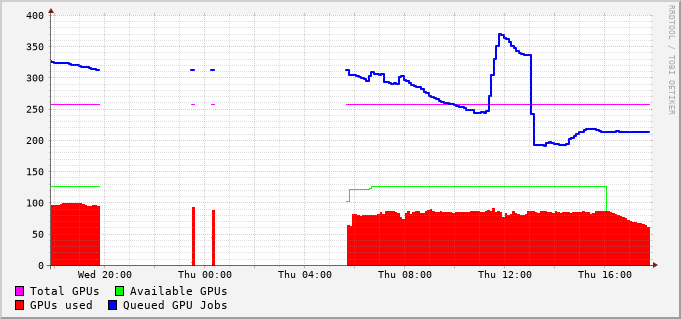 400
350
300
250
200
150
100
50
0
Wed 20:00 Thu 00:00 Thu 04:00 Thu 08:00 Thu 12:00 Thu 16:00
Total GPUs Available GPUs
GPUs used Queued GPU Jobs
RRDTOOL / TOBI OETIKER